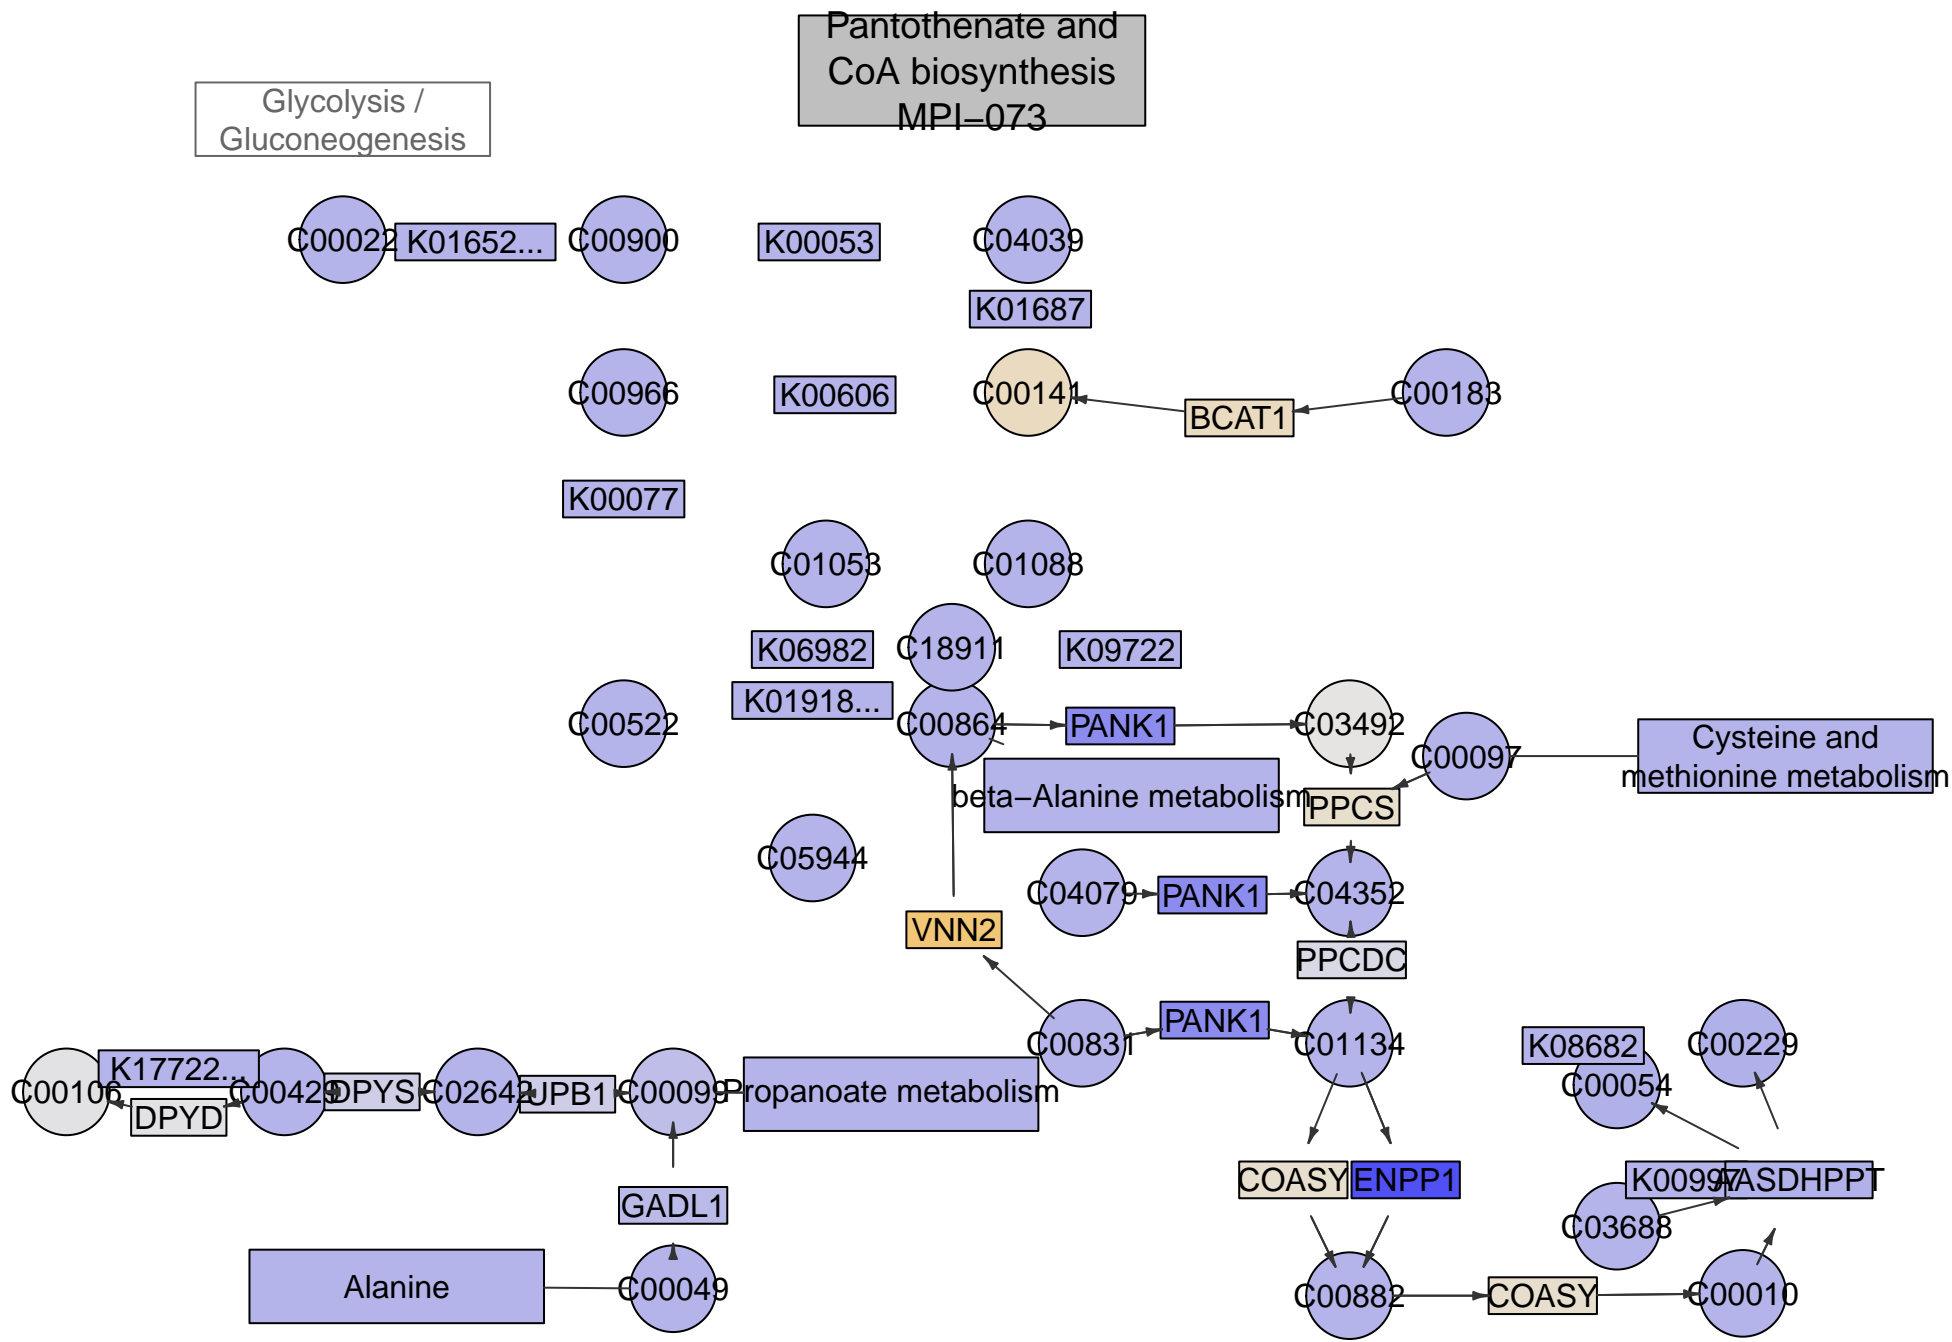 Pantothenate and
CoA biosynthesis
MPI−073
Glycolysis /
Gluconeogenesis
C00022
K01652...
C00900
K00053
C04039
K01687
C00966
K00606
C00141
BCAT1
C00183
K00077
C01053
C01088
K06982
C18911
K09722
K01918...
C00522
C00864
PANK1
C03492
C00097
Cysteine and
methionine metabolism
beta−Alanine metabolism
PPCS
C05944
C04079
PANK1
C04352
VNN2
PPCDC
C00831
PANK1
C01134
K08682
C00229
C00106
K17722...
DPYD
C00429
DPYS
C02642
UPB1
C00099
Propanoate metabolism
C00054
COASY
ENPP1
K00997
AASDHPPT
GADL1
C03688
Alanine
C00049
C00882
COASY
C00010